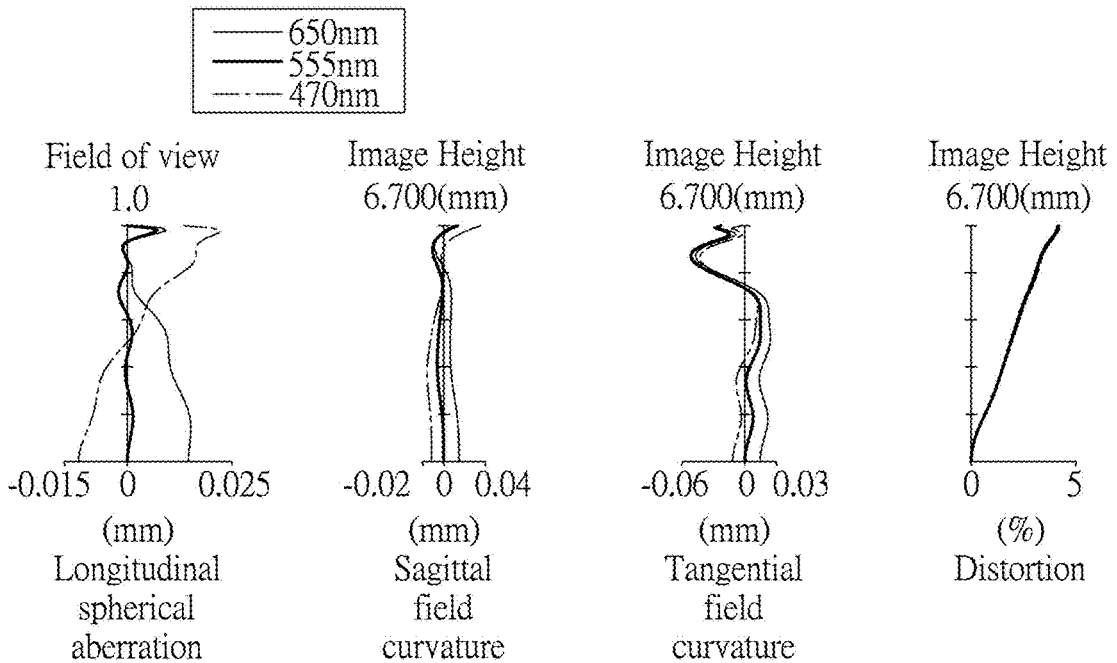 650nm
555nm
470nm
Field of view
1.0
-0.015 0 0.025
(mm)
Longitudinal
spherical
aberration
Image Height
6.700(mm)
-0.02 0 0.04
(mm)
Sagittal
field
curvature
Image Height
6.700(mm)
-0.06 0 0.03
(mm)
Tangential
field
curvature
Image Height
6.700(mm)
0 5
(%)
Distortion